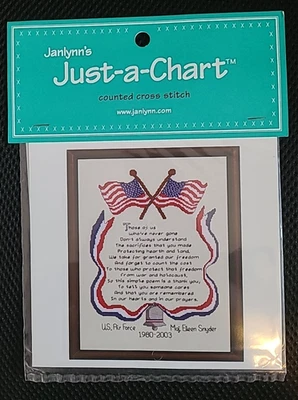 Janlynn's
Just-a-Chart™
counted cross stitch
www.janlynn.com
Those of us
Who've never gone
Don't always understand
The sacrifices that you made
Protecting hearth and land,
We take for granted our freedom
And forget to count the cost
To those who protect that freedom
From war and holocaust,
So this simple poem is a thank you,
To tell you someone cares
And that you are remembered
In our hearts and in our prayers.
U.S. Air Force Maj. Eileen Snyder
1980-2003